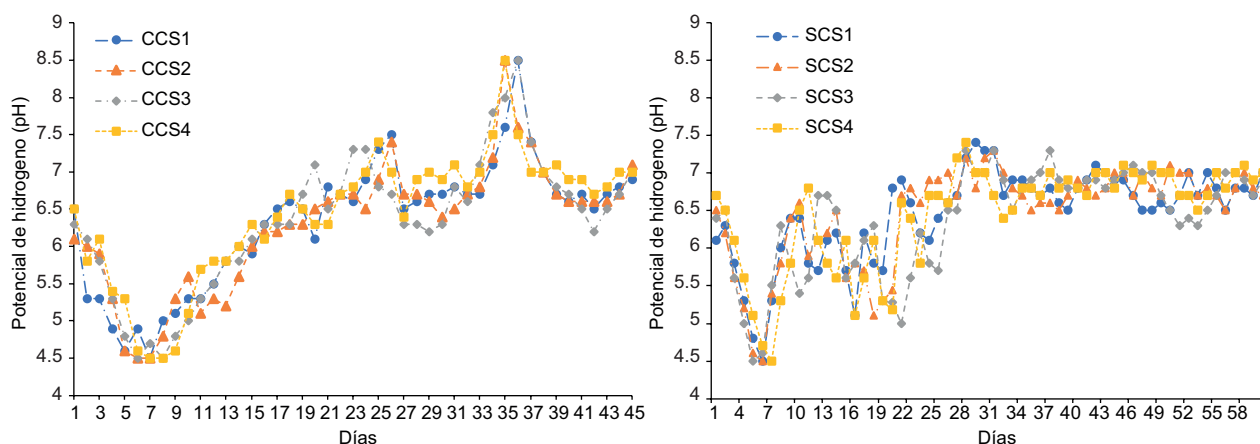 Potencial de hidrogeno (pH)
9
8.5
8
7.5
7
6.5
6
5.5
5
4.5
4
CCS1
CCS2
CCS3
CCS4
1 3 5 7 9 11 13 15 17 19 21 23 25 27 29 31 33 35 37 39 41 43 45
Días
Potencial de hidrogeno (pH)
9
8.5
8
7.5
7
6.5
6
5.5
5
4.5
4
SCS1
SCS2
SCS3
SCS4
1 4 7 10 13 16 19 22 25 28 31 34 37 40 43 46 49 52 55 58
Días